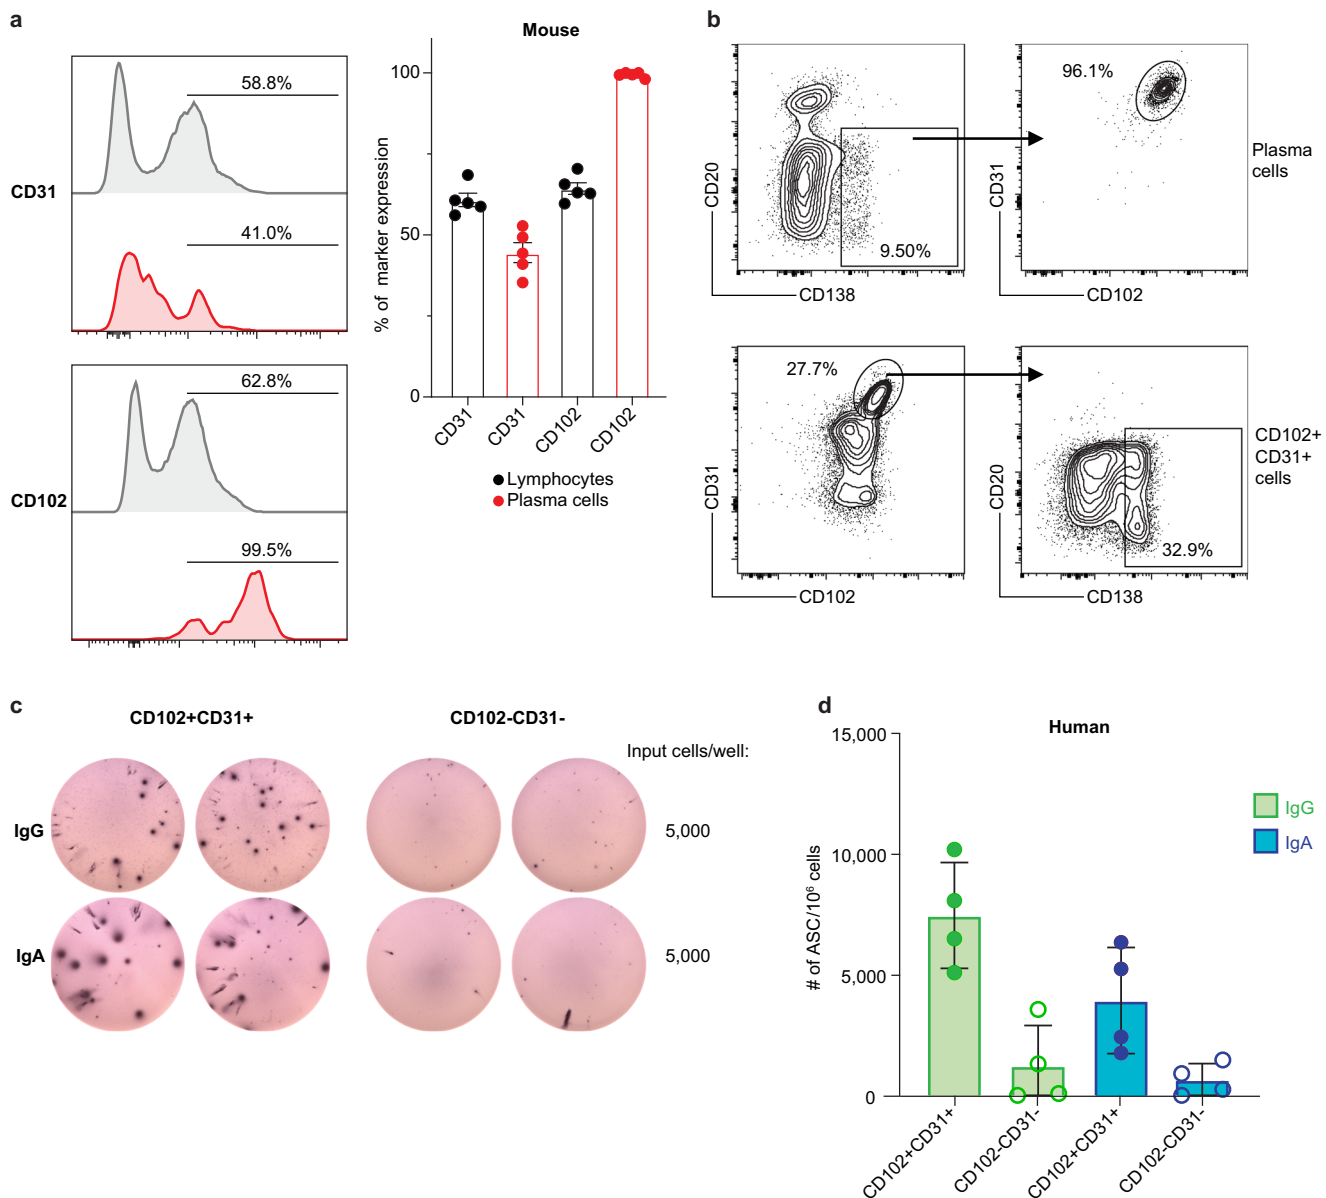 a
CD31
58.8%
41.0%
CD102
62.8%
99.5%
Mouse
% of marker expression
100
50
0
CD31
CD31
CD102
CD102
Lymphocytes
Plasma cells
b
CD20
CD138
9.50%
96.1%
CD31
CD102
Plasma
cells
27.7%
CD31
CD102
CD20
CD138
32.9%
CD102+
CD31+
cells
c
CD102+CD31+
CD102-CD31-
Input cells/well:
IgG
5,000
IgA
5,000
d
Human
# of ASC/10⁶ cells
15,000
10,000
5,000
0
CD102+CD31+
CD102-CD31-
CD102+CD31+
CD102-CD31-
IgG
IgA